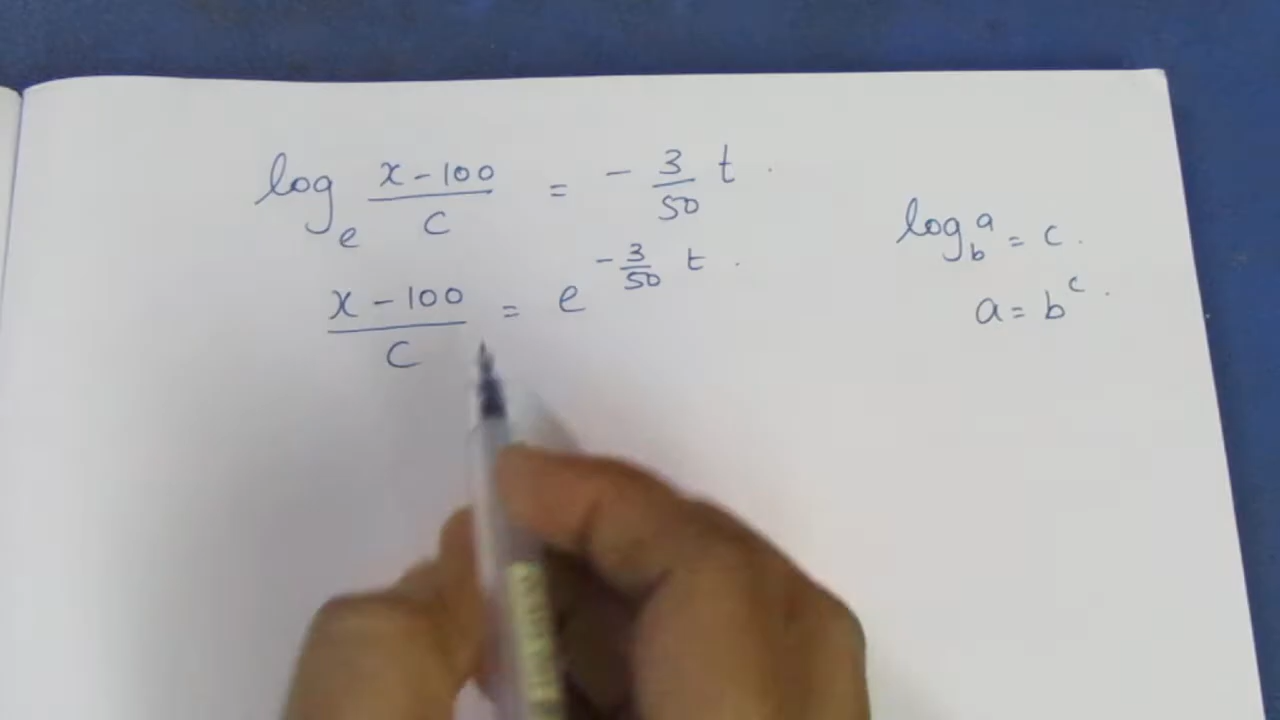 log_e (x - 100)/C = - 3/50 t .
(x - 100)/C = e^(- 3/50 t) .
log_b a = c .
a = b^c .